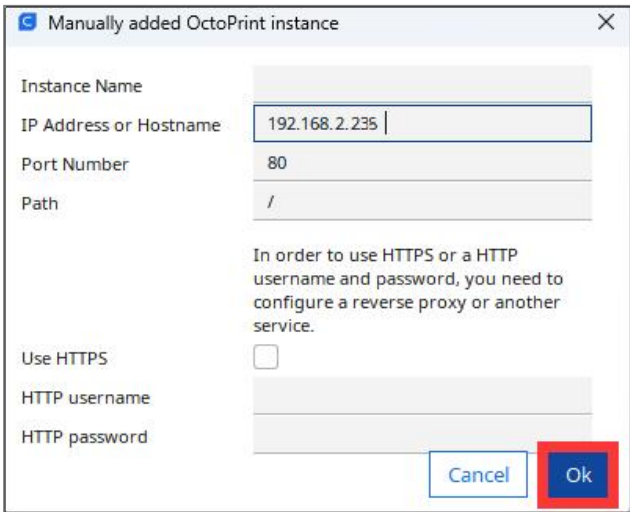 Manually added OctoPrint instance
Instance Name
IP Address or Hostname 192.168.2.235
Port Number 80
Path /
In order to use HTTPS or a HTTP
username and password, you need to
configure a reverse proxy or another
service.
Use HTTPS
HTTP username
HTTP password
Cancel Ok